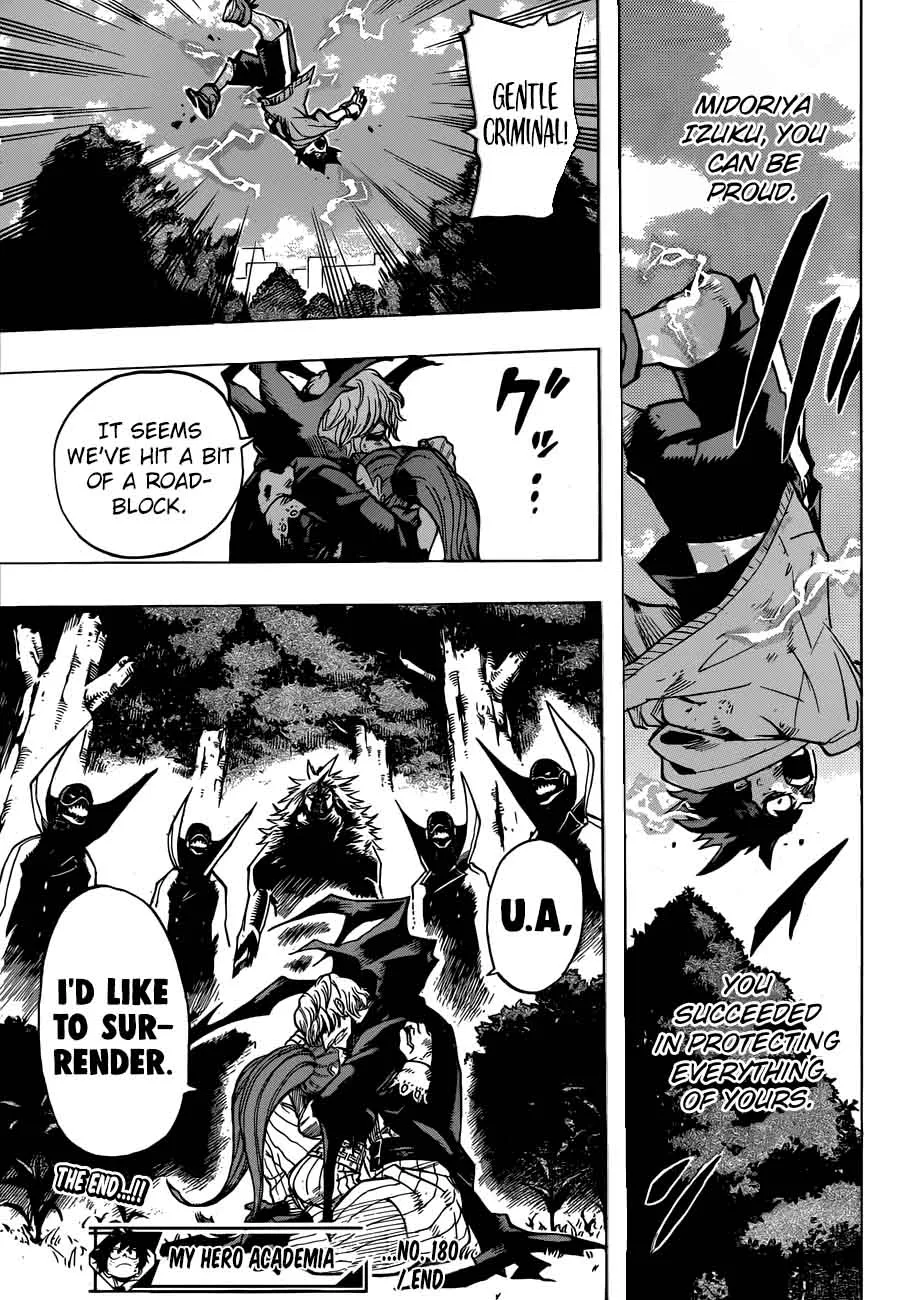 MIDORIYA
IZUKU, YOU
CAN BE
PROUD.
YOU
SUCCEEDED
IN PROTECTING
EVERYTHING
OF YOURS.
GENTLE
CRIMINAL!
IT SEEMS
WE'VE HIT A BIT
OF A ROAD-
BLOCK.
グッ…
U.A,
I'D LIKE
TO SUR-
RENDER.
THE END...!!
MY HERO ACADEMIA
...NO. 180
/ END